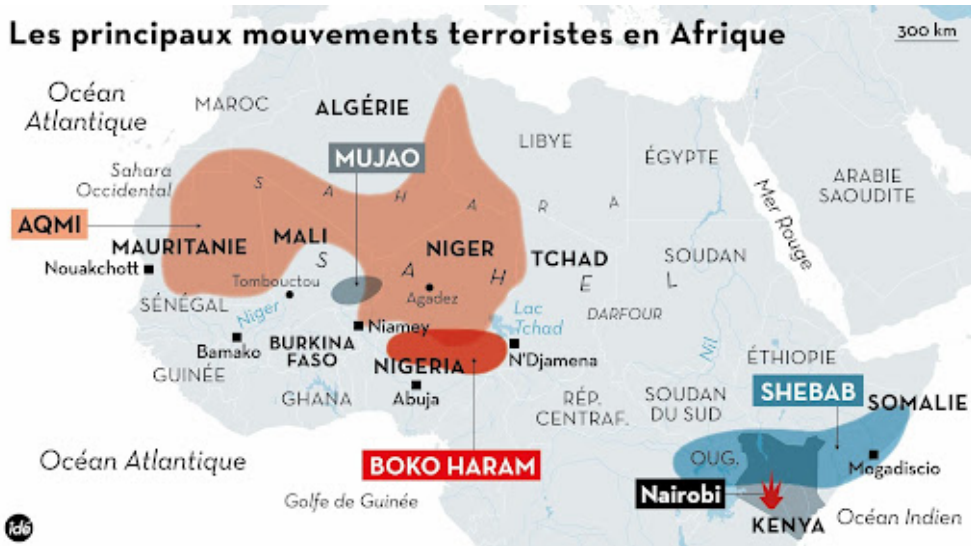 Les principaux mouvements terroristes en Afrique
300 km
Océan
Atlantique
MAROC
ALGÉRIE
LIBYE
ÉGYPTE
MUJAO
Sahara
Occidental
ARABIE
SAOUDITE
S A H A R A
Mer Rouge
AQMI
MAURITANIE
MALI
NIGER
TCHAD
SOUDAN
Nouakchott
S A H E L
Tombouctou
Agadez
SÉNÉGAL
Niger
Lac
Tchad
DARFOUR
Nil
Niamey
Bamako
BURKINA
FASO
NIGERIA
N'Djamena
ÉTHIOPIE
GUINÉE
GHANA
Abuja
RÉP.
CENTRAF.
SOUDAN
DU SUD
SHEBAB
SOMALIE
Océan Atlantique
BOKO HARAM
OUG.
Mogadiscio
Golfe de Guinée
Nairobi
KENYA
Océan Indien
idé